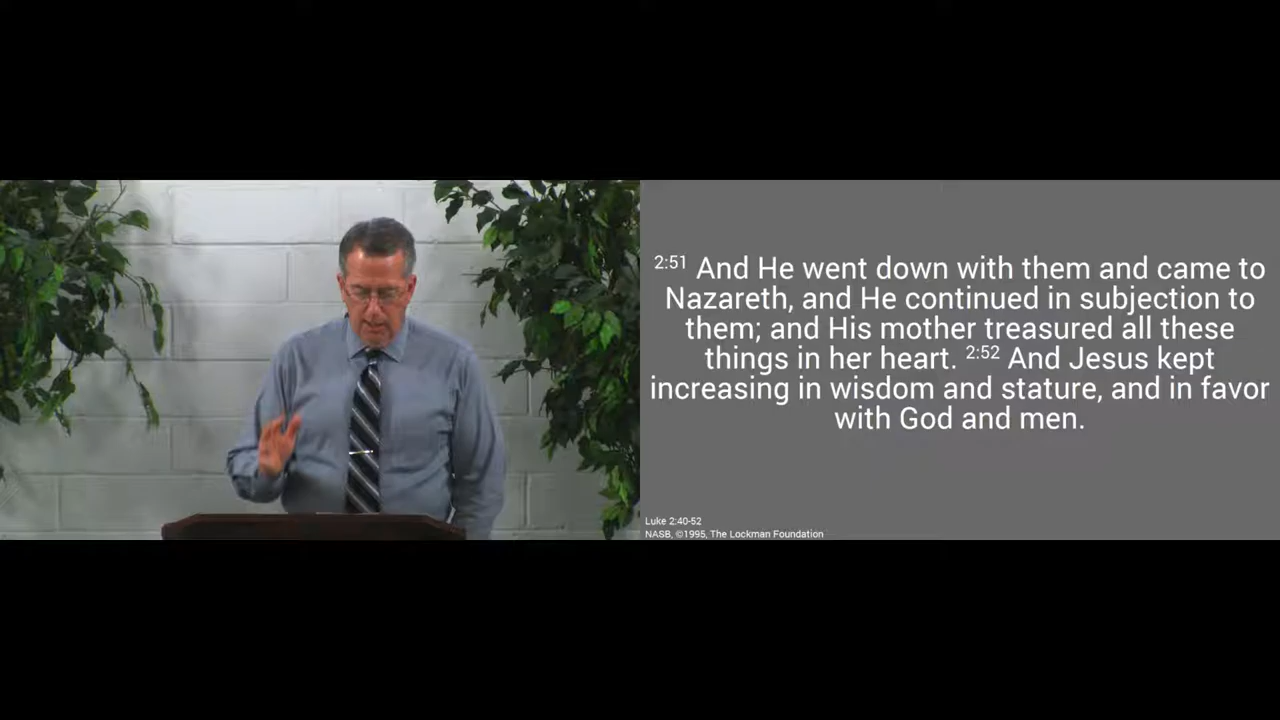 2:51 And He went down with them and came to
Nazareth, and He continued in subjection to
them; and His mother treasured all these
things in her heart. 2:52 And Jesus kept
increasing in wisdom and stature, and in favor
with God and men.
Luke 2:40-52
NASB, ©1995, The Lockman Foundation